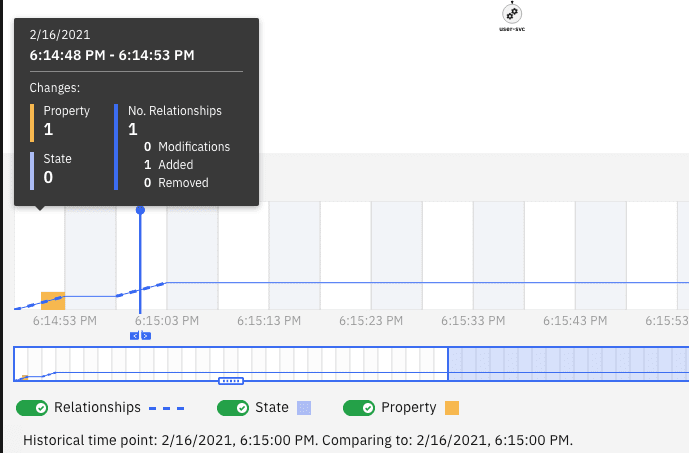 user-svc
2/16/2021
6:14:48 PM - 6:14:53 PM
Changes:
Property
1
State
0
No. Relationships
1
0 Modifications
1 Added
0 Removed
6:14:53 PM 6:15:03 PM 6:15:13 PM 6:15:23 PM 6:15:33 PM 6:15:43 PM 6:15:53
Relationships State Property
Historical time point: 2/16/2021, 6:15:00 PM. Comparing to: 2/16/2021, 6:15:00 PM.